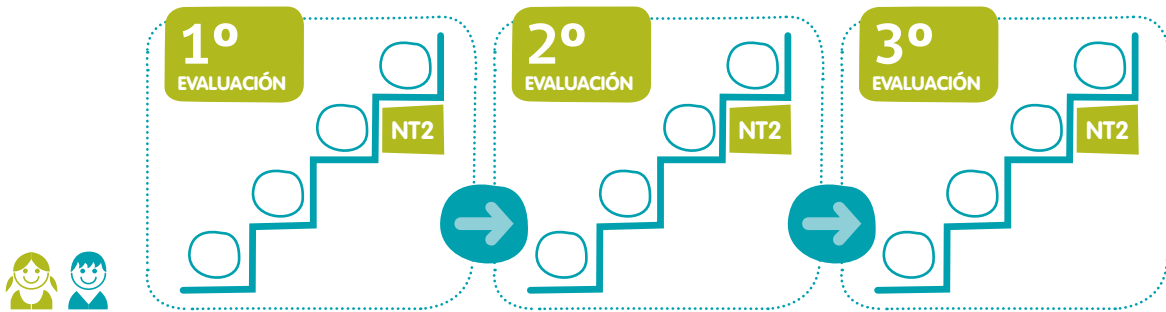 1º
EVALUACIÓN
NT2
2º
EVALUACIÓN
NT2
3º
EVALUACIÓN
NT2